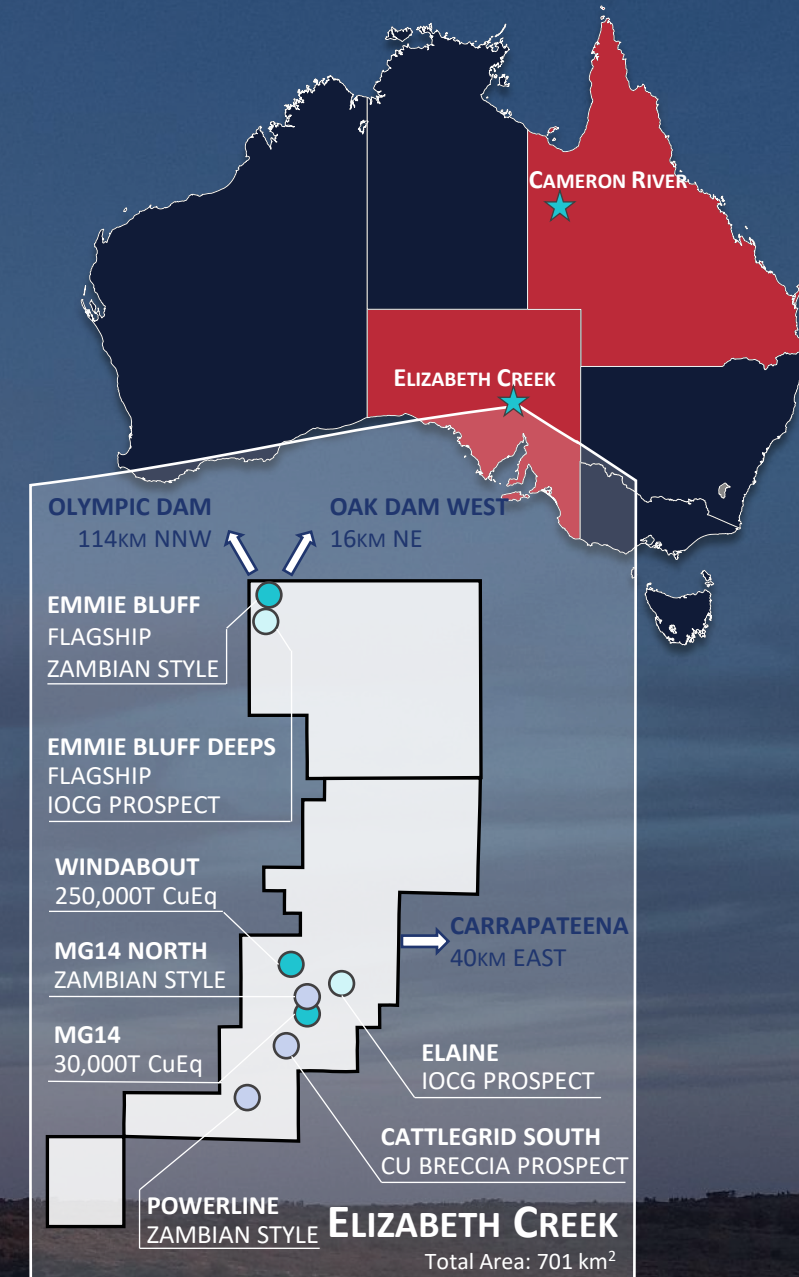 CAMERON RIVER
ELIZABETH CREEK
OLYMPIC DAM
114KM NNW
OAK DAM WEST
16KM NE
EMMIE BLUFF
FLAGSHIP
ZAMBIAN STYLE
EMMIE BLUFF DEEPS
FLAGSHIP
IOCG PROSPECT
WINDABOUT
250,000T CuEq
CARRAPATEENA
40KM EAST
MG14 NORTH
ZAMBIAN STYLE
MG14
30,000T CuEq
ELAINE
IOCG PROSPECT
CATTLEGRID SOUTH
CU BRECCIA PROSPECT
POWERLINE
ZAMBIAN STYLE
ELIZABETH CREEK
Total Area: 701 km²